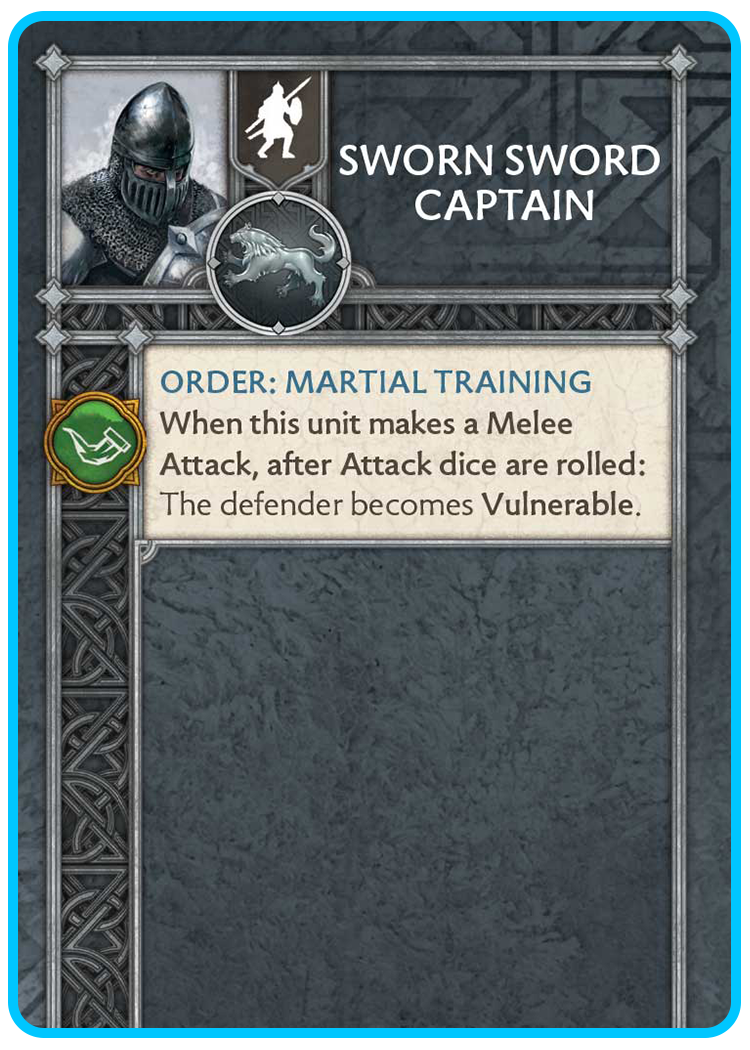 SWORN SWORD
CAPTAIN
ORDER: MARTIAL TRAINING
When this unit makes a Melee
Attack, after Attack dice are rolled:
The defender becomes Vulnerable.